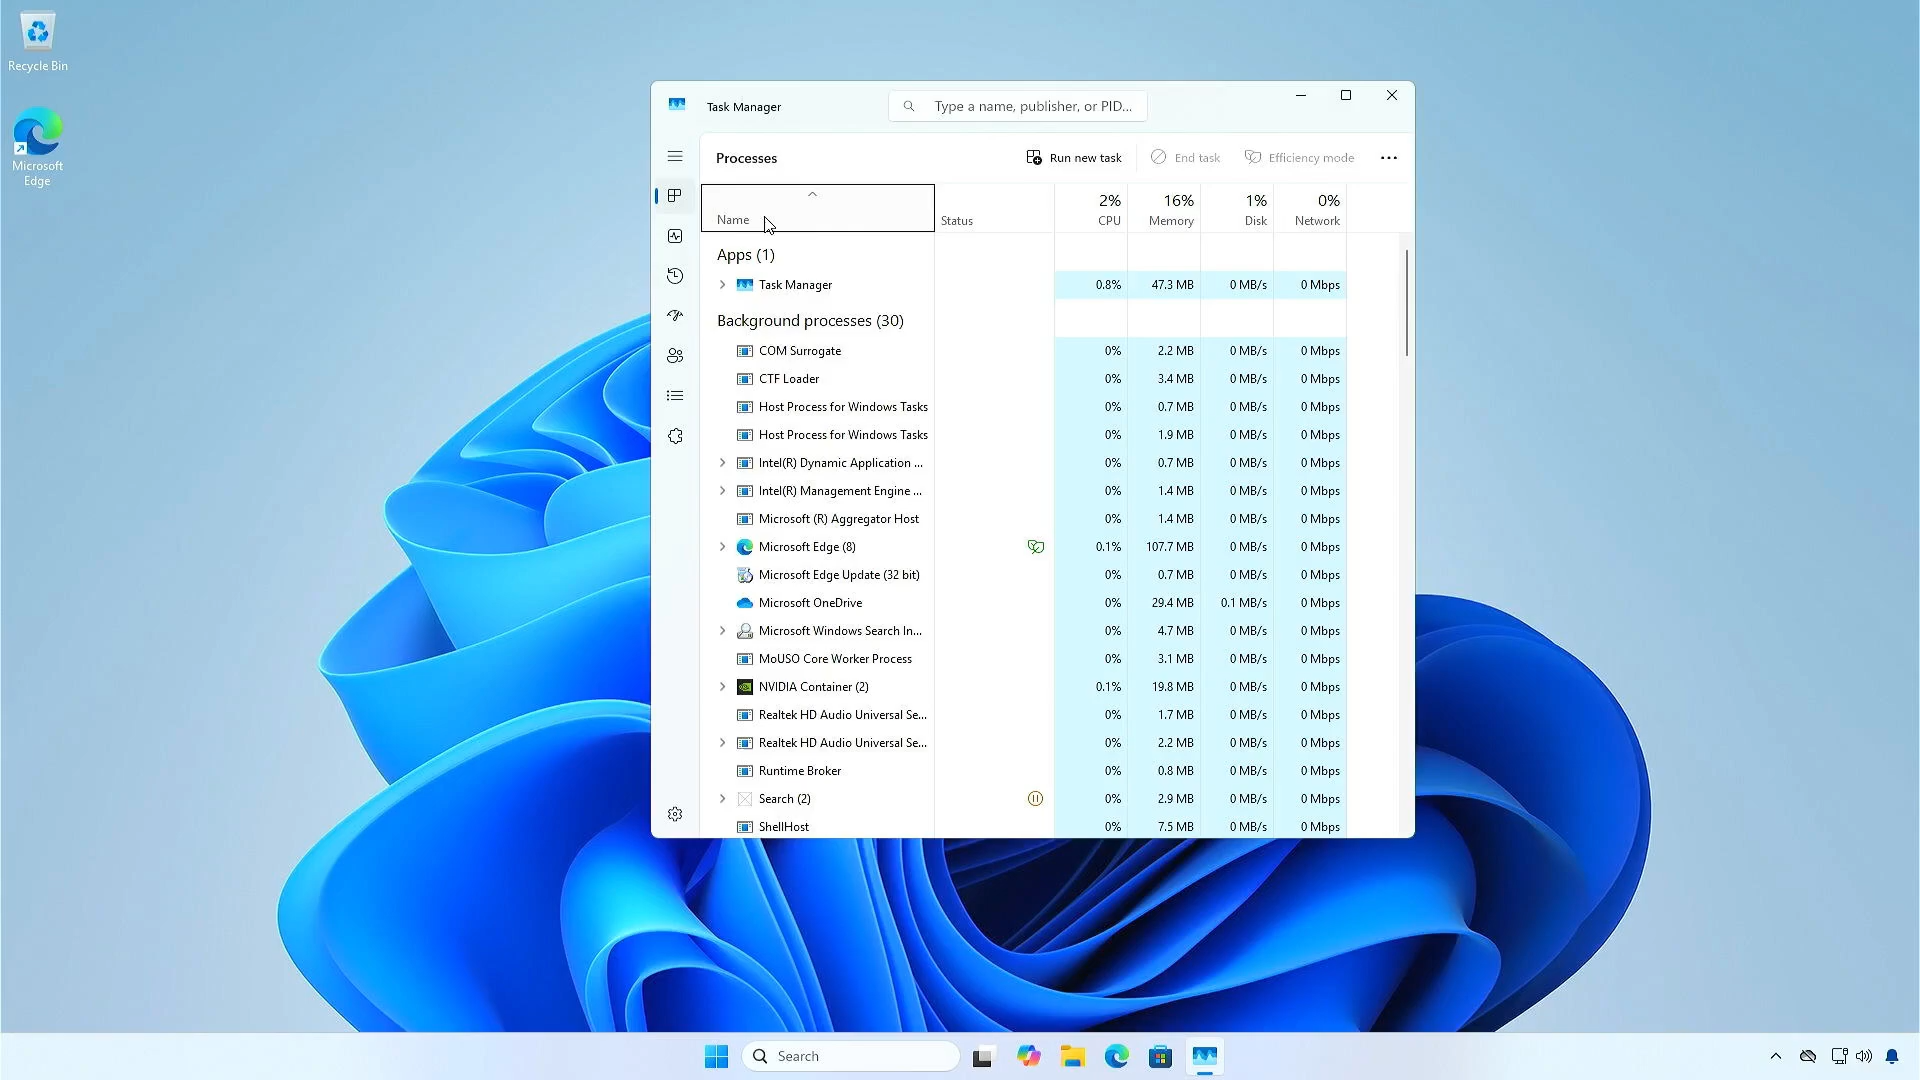 Recycle Bin
Microsoft
Edge
Task Manager
Type a name, publisher, or PID...
Processes
Run new task
End task
Efficiency mode
2% 16% 1% 0%
Name Status CPU Memory Disk Network
Apps (1)
Task Manager 0.8% 47.3 MB 0 MB/s 0 Mbps
Background processes (30)
COM Surrogate 0% 2.2 MB 0 MB/s 0 Mbps
CTF Loader 0% 3.4 MB 0 MB/s 0 Mbps
Host Process for Windows Tasks 0% 0.7 MB 0 MB/s 0 Mbps
Host Process for Windows Tasks 0% 1.9 MB 0 MB/s 0 Mbps
Intel(R) Dynamic Application ... 0% 0.7 MB 0 MB/s 0 Mbps
Intel(R) Management Engine ... 0% 1.4 MB 0 MB/s 0 Mbps
Microsoft (R) Aggregator Host 0% 1.4 MB 0 MB/s 0 Mbps
Microsoft Edge (8) 0.1% 107.7 MB 0 MB/s 0 Mbps
Microsoft Edge Update (32 bit) 0% 0.7 MB 0 MB/s 0 Mbps
Microsoft OneDrive 0% 29.4 MB 0.1 MB/s 0 Mbps
Microsoft Windows Search In... 0% 4.7 MB 0 MB/s 0 Mbps
MoUSO Core Worker Process 0% 3.1 MB 0 MB/s 0 Mbps
NVIDIA Container (2) 0.1% 19.8 MB 0 MB/s 0 Mbps
Realtek HD Audio Universal Se... 0% 1.7 MB 0 MB/s 0 Mbps
Realtek HD Audio Universal Se... 0% 2.2 MB 0 MB/s 0 Mbps
Runtime Broker 0% 0.8 MB 0 MB/s 0 Mbps
Search (2) 0% 2.9 MB 0 MB/s 0 Mbps
ShellHost 0% 7.5 MB 0 MB/s 0 Mbps
Search